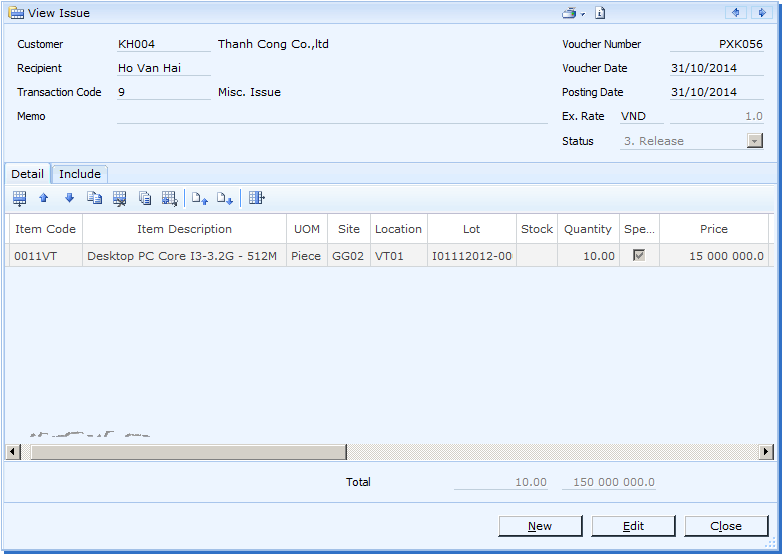 View Issue
Customer KH004 Thanh Cong Co.,ltd Voucher Number PXK056
Recipient Ho Van Hai Voucher Date 31/10/2014
Transaction Code 9 Misc. Issue Posting Date 31/10/2014
Memo Ex. Rate VND 1.0
Status 3. Release
Detail Include
Item Code Item Description UOM Site Location Lot Stock Quantity Spe... Price
0011VT Desktop PC Core I3-3.2G - 512M Piece GG02 VT01 I01112012-00 10.00 15 000 000.0
Total 10.00 150 000 000.0
New Edit Close